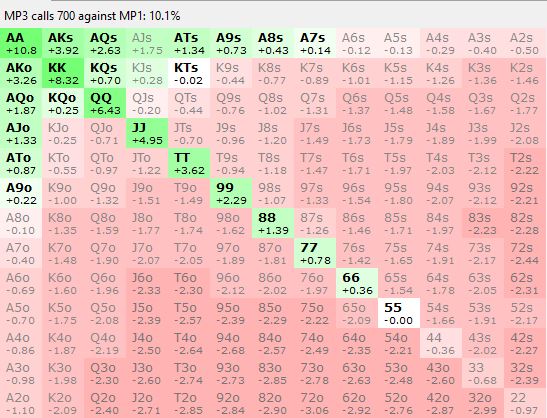 MP3 calls 700 against MP1: 10.1%
AA AKs AQs AJs ATs A9s A8s A7s A6s A5s A4s A3s A2s
+10.8 +3.92 +2.63 +1.75 +1.34 +0.73 +0.43 +0.14 -0.12 -0.13 -0.29 -0.40 -0.50
AKo KK KQs KJs KTs K9s K8s K7s K6s K5s K4s K3s K2s
+3.26 +8.32 +0.70 +0.28 -0.02 -0.44 -0.77 -0.89 -1.01 -1.15 -1.26 -1.36 -1.46
AQo KQo QQ QJs QTs Q9s Q8s Q7s Q6s Q5s Q4s Q3s Q2s
+1.87 +0.25 +6.43 -0.20 -0.44 -0.76 -1.02 -1.31 -1.37 -1.50 -1.61 -1.71 -1.81
AJo KJo QJo JJ JTs J9s J8s J7s J6s J5s J4s J3s J2s
+1.33 -0.25 -0.71 +4.95 -0.70 -0.96 -1.20 -1.49 -1.73 -1.79 -1.89 -1.99 -2.08
ATo KTo QTo JTo TT T9s T8s T7s T6s T5s T4s T3s T2s
+0.87 -0.55 -0.97 -1.22 +3.62 -0.94 -1.18 -1.47 -1.71 -1.97 -2.03 -2.12 -2.21
A9o K9o Q9o J9o T9o 99 98s 97s 96s 95s 94s 93s 92s
+0.22 -1.00 -1.32 -1.51 -1.49 +2.29 -1.07 -1.33 -1.54 -1.80 -2.07 -2.12 -2.21
A8o K8o Q8o J8o T8o 98o 88 87s 86s 85s 84s 83s 82s
-0.10 -1.35 -1.59 -1.77 -1.74 -1.62 +1.39 -1.26 -1.46 -1.71 -1.97 -2.23 -2.28
A7o K7o Q7o J7o T7o 97o 87o 77 76s 75s 74s 73s 72s
-0.40 -1.48 -1.90 -2.07 -2.05 -1.89 -1.81 +0.78 -1.42 -1.65 -1.91 -2.17 -2.44
A6o K6o Q6o J6o T6o 96o 86o 76o 66 65s 64s 63s 62s
-0.69 -1.60 -1.96 -2.33 -2.30 -2.12 -2.02 -1.97 +0.36 -1.54 -1.78 -2.05 -2.31
A5o K5o Q5o J5o T5o 95o 85o 75o 65o 55 54s 53s 52s
-0.70 -1.75 -2.08 -2.39 -2.57 -2.39 -2.29 -2.22 -2.09 -0.00 -1.66 -1.91 -2.17
A4o K4o Q4o J4o T4o 94o 84o 74o 64o 54o 44 43s 42s
-0.86 -1.87 -2.19 -2.50 -2.64 -2.68 -2.57 -2.49 -2.35 -2.21 -0.36 -2.02 -2.27
A3o K3o Q3o J3o T3o 93o 83o 73o 63o 53o 43o 33 32s
-0.98 -1.98 -2.30 -2.60 -2.74 -2.73 -2.85 -2.78 -2.63 -2.48 -2.60 -0.68 -2.39
A2o K2o Q2o J2o T2o 92o 82o 72o 62o 52o 42o 32o 22
-1.10 -2.09 -2.40 -2.71 -2.85 -2.84 -2.90 -3.06 -2.92 -2.76 -2.87 -2.99 -0.97